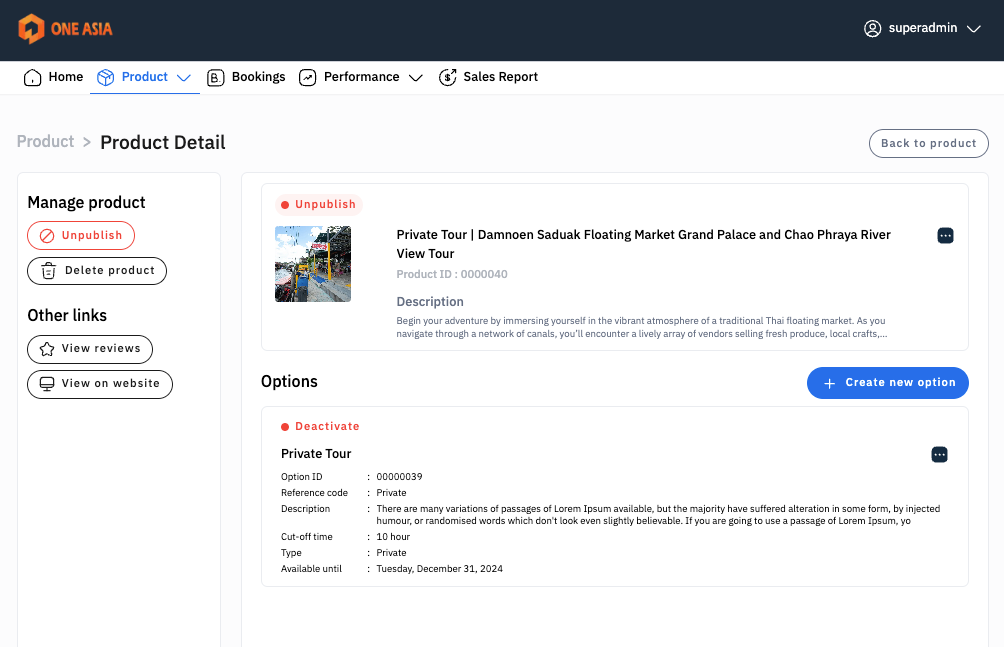 ONE ASIA
superadmin
Home
Product
Bookings
Performance
Sales Report
Product > Product Detail
Back to product
Manage product
Unpublish
Delete product
Other links
View reviews
View on website
Unpublish
Private Tour | Damnoen Saduak Floating Market Grand Palace and Chao Phraya River
View Tour
Product ID : 0000040
Description
Begin your adventure by immersing yourself in the vibrant atmosphere of a traditional Thai floating market. As you
navigate through a network of canals, you'll encounter a lively array of vendors selling fresh produce, local crafts,...
Options
+ Create new option
Deactivate
Private Tour
Option ID : 00000039
Reference code : Private
Description : There are many variations of passages of Lorem Ipsum available, but the majority have suffered alteration in some form, by injected
humour, or randomised words which don't look even slightly believable. If you are going to use a passage of Lorem Ipsum, yo
Cut-off time : 10 hour
Type : Private
Available until : Tuesday, December 31, 2024